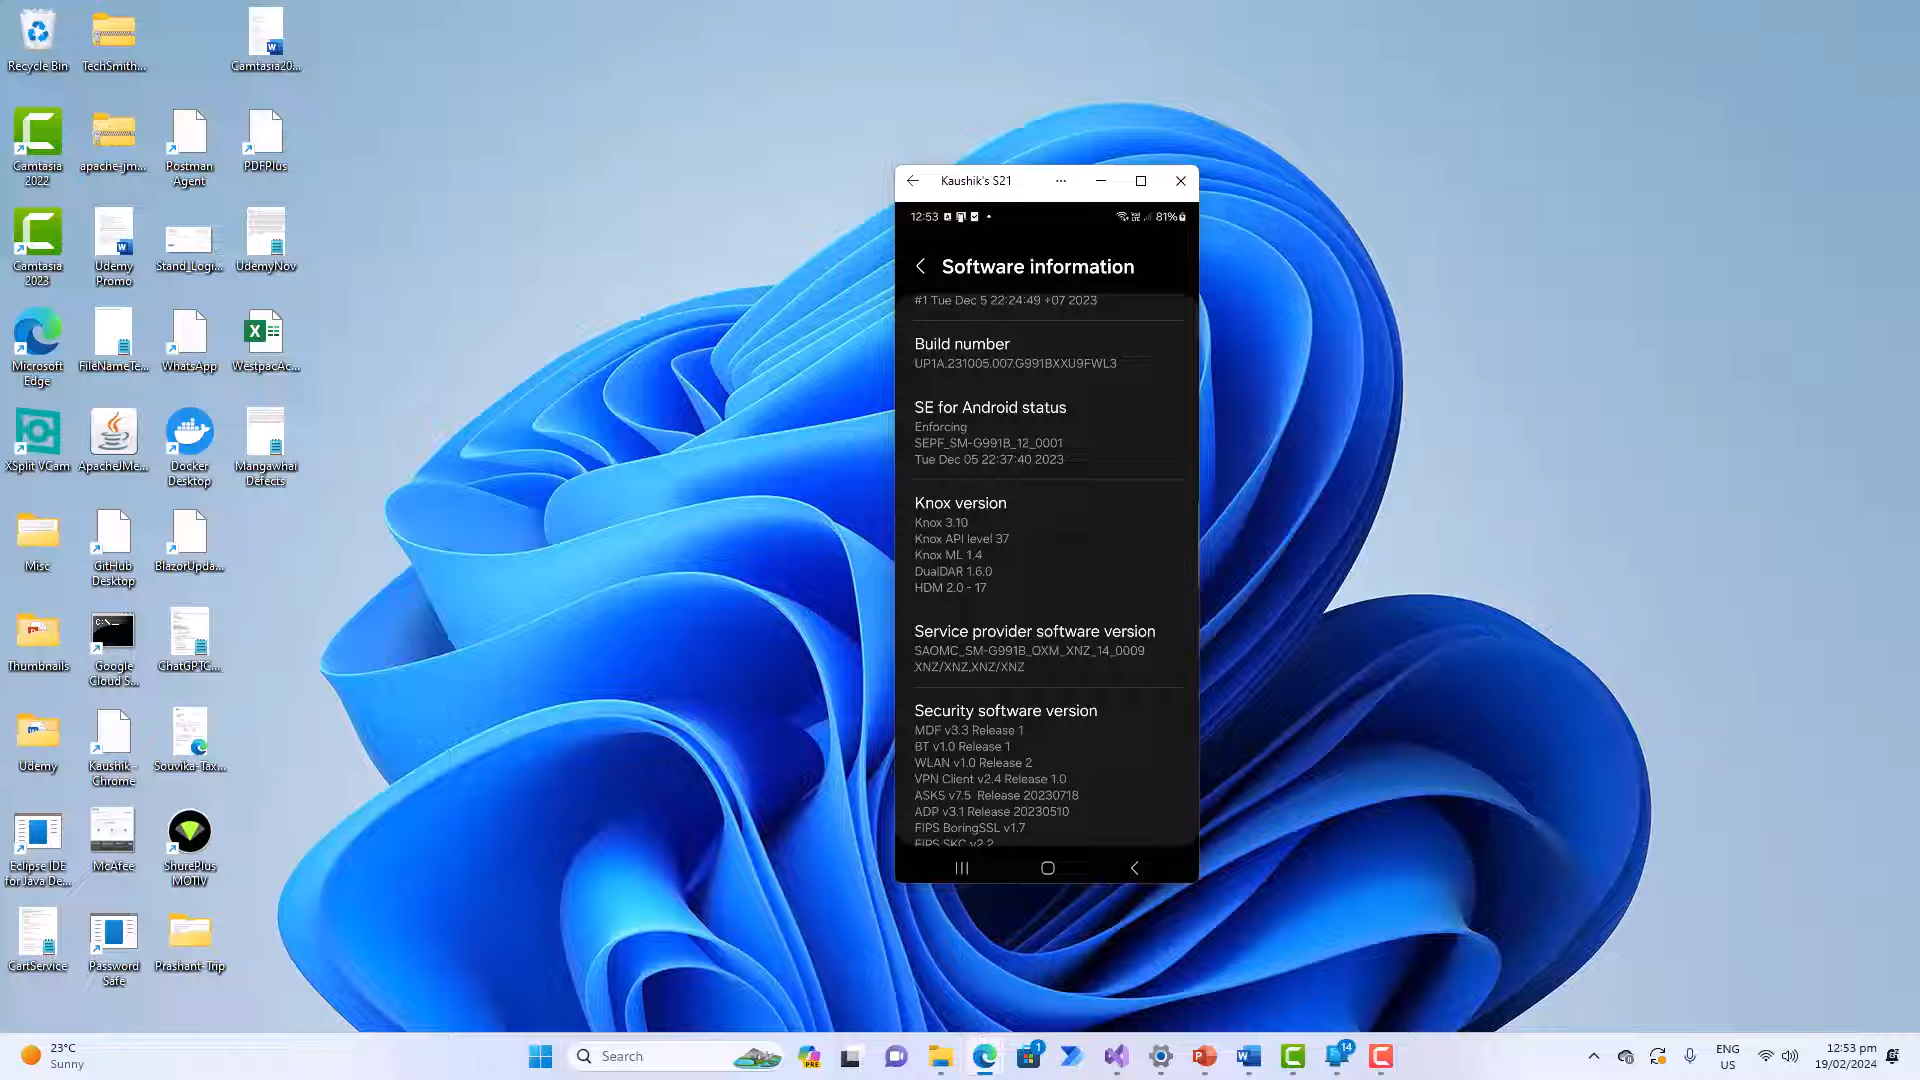 Recycle Bin
TechSmith...
Camtasia20...
Camtasia
2022
apache-jm...
Postman
Agent
PDFPlus
Camtasia
2023
Udemy
Promo
Stand_Logi...
UdemyNov
Microsoft
Edge
FileNameTe...
WhatsApp
WestpacAc...
XSplit VCam
ApacheJMe...
Docker
Desktop
Mangawhai
Defects
Misc
GitHub
Desktop
BlazorUpda...
Thumbnails
Google
Cloud S...
ChatGPTC...
Udemy
Kaushik -
Chrome
Souvika-Tax...
Eclipse IDE
for Java De...
McAfee
ShurePlus
MOTIV
CartService
Password
Safe
Prashant-Trip
Kaushik's S21
12:53
81%
Software information
#1 Tue Dec 5 22:24:49 +07 2023
Build number
UP1A.231005.007.G991BXXU9FWL3
SE for Android status
Enforcing
SEPF_SM-G991B_12_0001
Tue Dec 05 22:37:40 2023
Knox version
Knox 3.10
Knox API level 37
Knox ML 1.4
DualDAR 1.6.0
HDM 2.0 - 17
Service provider software version
SAOMC_SM-G991B_OXM_XNZ_14_0009
XNZ/XNZ,XNZ/XNZ
Security software version
MDF v3.3 Release 1
BT v1.0 Release 1
WLAN v1.0 Release 2
VPN Client v2.4 Release 1.0
ASKS v7.5 Release 20230718
ADP v3.1 Release 20230510
FIPS BoringSSL v1.7
FIPS SKC v2.2
23°C
Sunny
Search
PRE
1
14
ENG
US
12:53 pm
19/02/2024